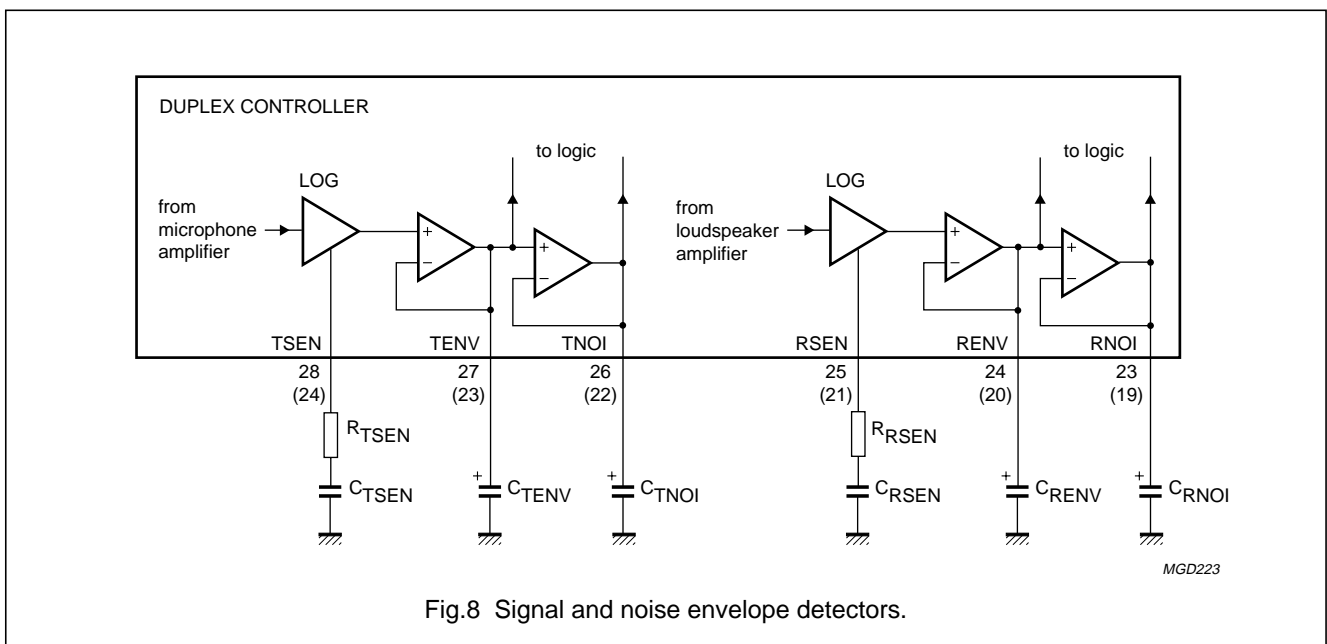 DUPLEX CONTROLLER
to logic
to logic
LOG
LOG
from
microphone
amplifier
from
loudspeaker
amplifier
+
−
+
−
+
−
+
−
TSEN TENV TNOI RSEN RENV RNOI
28 27 26 25 24 23
(24) (23) (22) (21) (20) (19)
RTSEN
RRSEN
CTSEN
+ CTENV
+ CTNOI
CRSEN
+ CRENV
+ CRNOI
MGD223
Fig.8 Signal and noise envelope detectors.